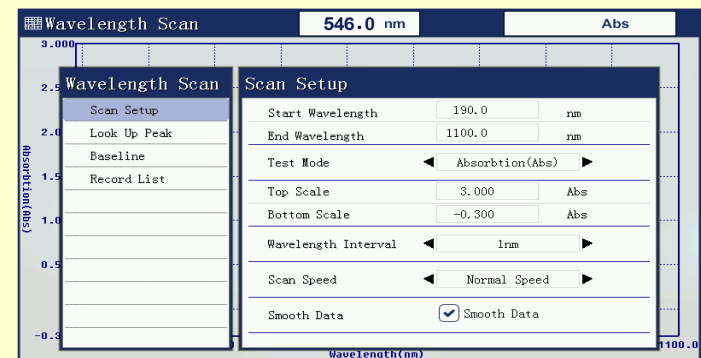 Wavelength Scan 546.0 nm Abs
3.000
2.5
2.0
1.5
1.0
0.5
-0.3
Absorbtion(Abs)
Wavelength Scan
Scan Setup
Look Up Peak
Baseline
Record List
Scan Setup
Start Wavelength 190.0 nm
End Wavelength 1100.0 nm
Test Mode Absorbtion(Abs)
Top Scale 3.000 Abs
Bottom Scale -0.300 Abs
Wavelength Interval 1nm
Scan Speed Normal Speed
Smooth Data Smooth Data
1100.0
Wavelength(nm)